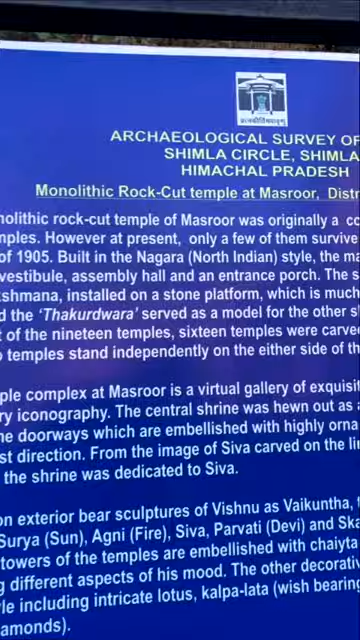 ARCHAEOLOGICAL SURVEY OF
SHIMLA CIRCLE, SHIMLA
HIMACHAL PRADESH
Monolithic Rock-Cut temple at Masroor, Distr
nolithic rock-cut temple of Masroor was originally a co
mples. However at present, only a few of them survive
of 1905. Built in the Nagara (North Indian) style, the ma
vestibule, assembly hall and an entrance porch. The s
kshmana, installed on a stone platform, which is much
d the 'Thakurdwara' served as a model for the other s
t of the nineteen temples, sixteen temples were carve
o temples stand independently on the either side of th
ple complex at Masroor is a virtual gallery of exquisi
ry iconography. The central shrine was hewn out as
ne doorways which are embellished with highly orna
st direction. From the image of Siva carved on the lin
the shrine was dedicated to Siva.
on exterior bear sculptures of Vishnu as Vaikuntha,
Surya (Sun), Agni (Fire), Siva, Parvati (Devi) and Ska
towers of the temples are embellished with chaiyta
g different aspects of his mood. The other decorativ
le including intricate lotus, kalpa-lata (wish bearing
amonds).